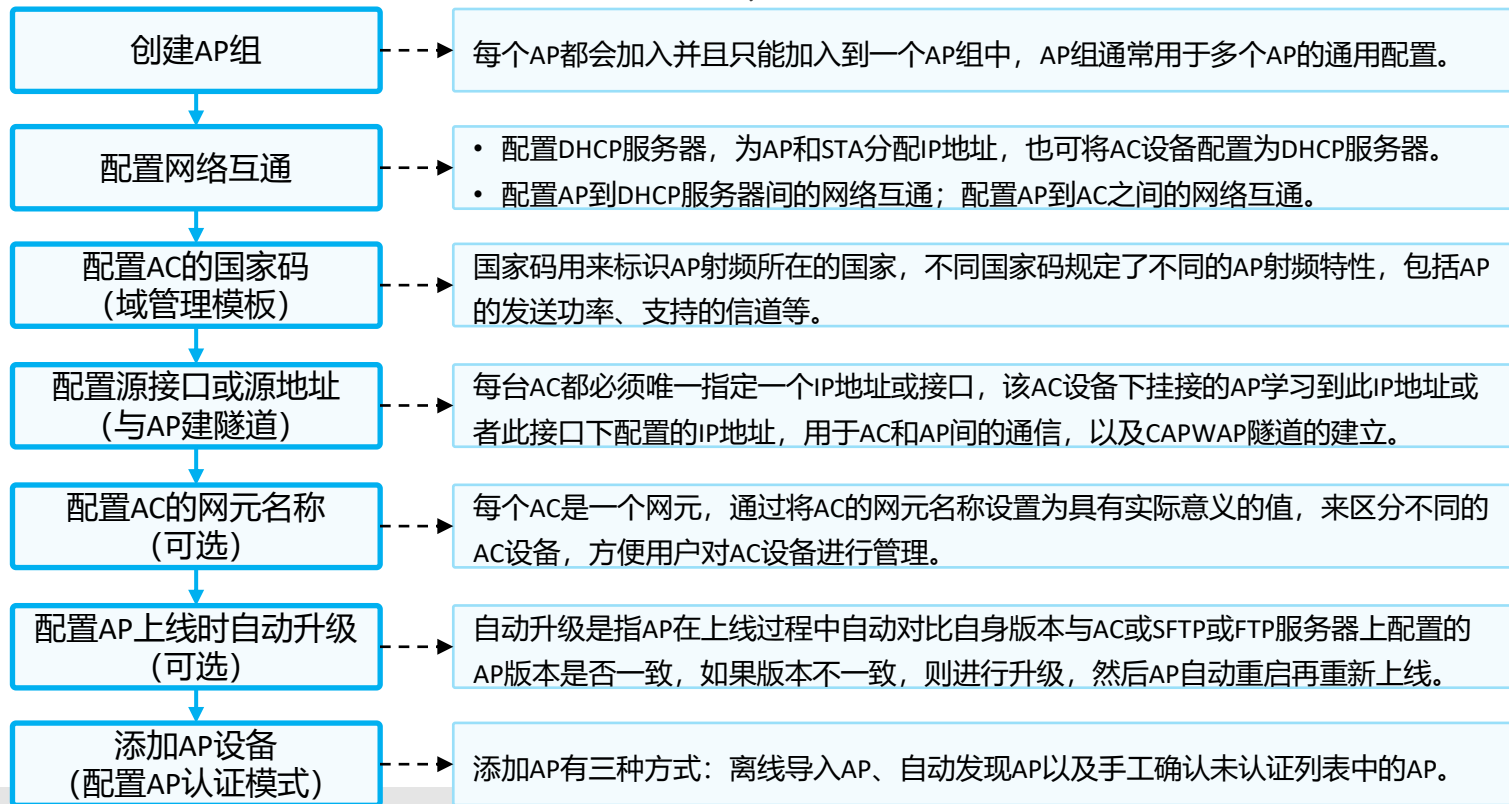 创建AP组
每个AP都会加入并且只能加入到一个AP组中，AP组通常用于多个AP的通用配置。
配置网络互通
• 配置DHCP服务器，为AP和STA分配IP地址，也可将AC设备配置为DHCP服务器。
• 配置AP到DHCP服务器间的网络互通；配置AP到AC之间的网络互通。
配置AC的国家码
（域管理模板）
国家码用来标识AP射频所在的国家，不同国家码规定了不同的AP射频特性，包括AP
的发送功率、支持的信道等。
配置源接口或源地址
（与AP建隧道）
每台AC都必须唯一指定一个IP地址或接口，该AC设备下挂接的AP学习到此IP地址或
者此接口下配置的IP地址，用于AC和AP间的通信，以及CAPWAP隧道的建立。
配置AC的网元名称
（可选）
每个AC是一个网元，通过将AC的网元名称设置为具有实际意义的值，来区分不同的
AC设备，方便用户对AC设备进行管理。
配置AP上线时自动升级
（可选）
自动升级是指AP在上线过程中自动对比自身版本与AC或SFTP或FTP服务器上配置的
AP版本是否一致，如果版本不一致，则进行升级，然后AP自动重启再重新上线。
添加AP设备
（配置AP认证模式）
添加AP有三种方式：离线导入AP、自动发现AP以及手工确认未认证列表中的AP。